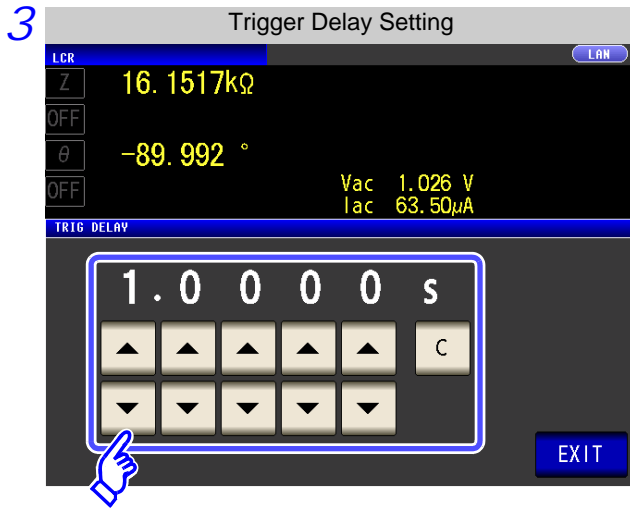 3
Trigger Delay Setting
LCR
LAN
Z 16.1517kΩ
OFF
θ -89.992 °
OFF
Vac 1.026 V
Iac 63.50μA
TRIG DELAY
1.0000 s
C
EXIT